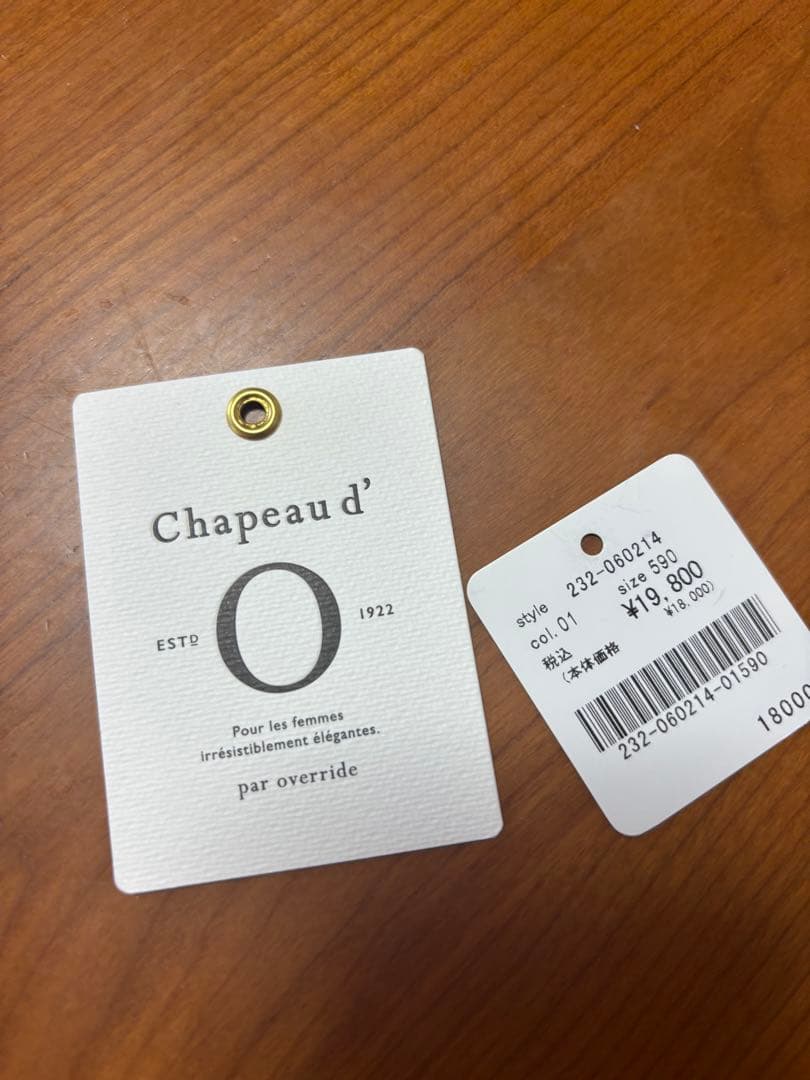 Chapeau d'
O
ESTD 1922
Pour les femmes
irrésistiblement élégantes.
par override
style 232-060214
col.01 size 590
税込 ¥19,800
(本体価格 ¥18,000)
232-060214-01590
18000